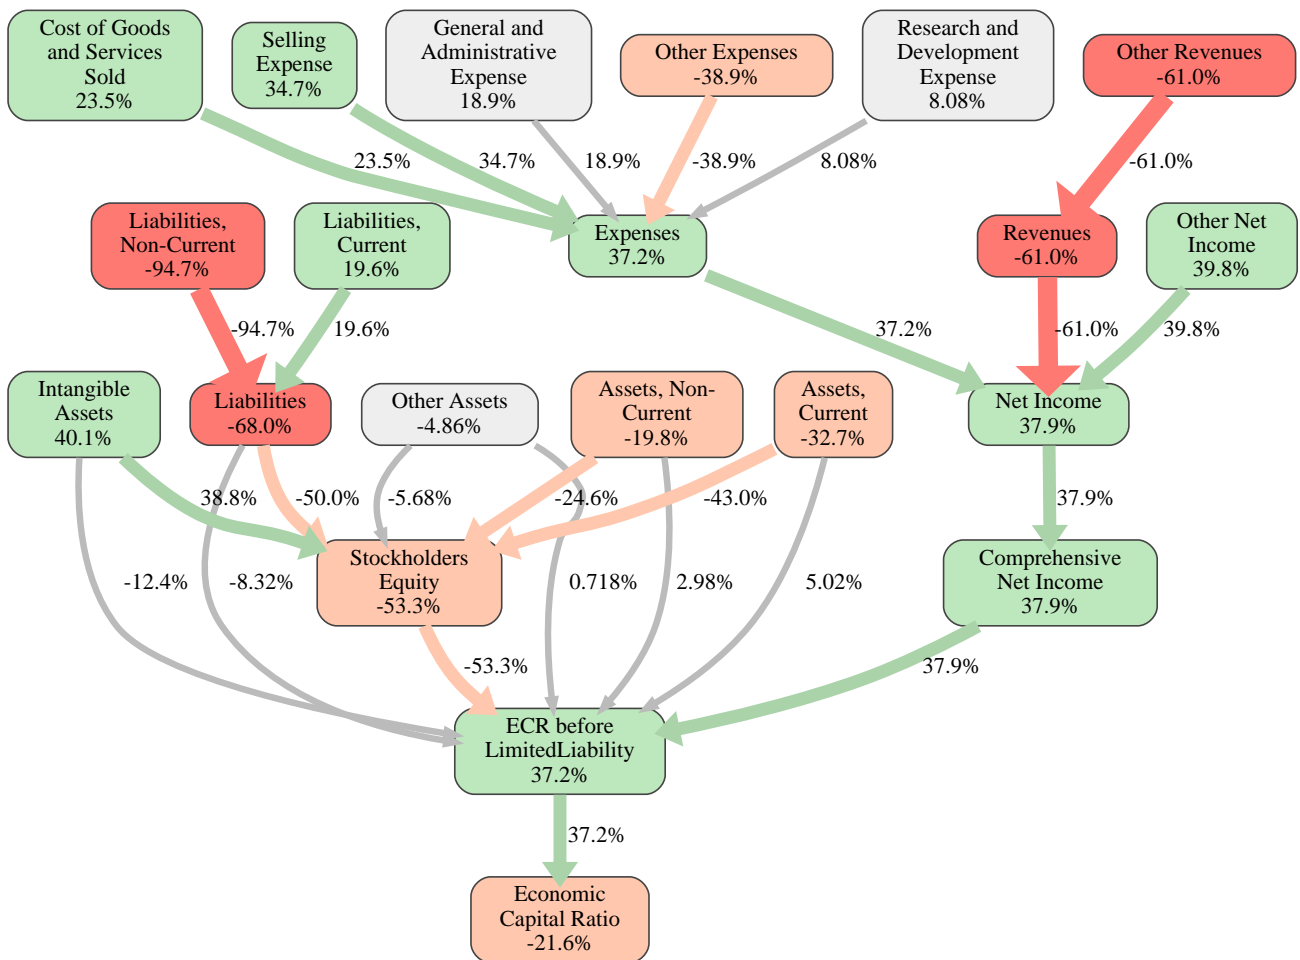 Cost of Goods
and Services
Sold
23.5%
Selling
Expense
34.7%
General and
Administrative
Expense
18.9%
Other Expenses
-38.9%
Research and
Development
Expense
8.08%
Other Revenues
-61.0%
23.5%
34.7%
18.9%
-38.9%
8.08%
-61.0%
Liabilities,
Non-Current
-94.7%
Liabilities,
Current
19.6%
Expenses
37.2%
Revenues
-61.0%
Other Net
Income
39.8%
-94.7%
19.6%
37.2%
-61.0%
39.8%
Intangible
Assets
40.1%
Liabilities
-68.0%
Other Assets
-4.86%
Assets, Non-
Current
-19.8%
Assets,
Current
-32.7%
Net Income
37.9%
38.8%
-50.0%
-5.68%
-24.6%
-43.0%
37.9%
-12.4%
-8.32%
Stockholders
Equity
-53.3%
0.718%
2.98%
5.02%
Comprehensive
Net Income
37.9%
-53.3%
37.9%
ECR before
LimitedLiability
37.2%
37.2%
Economic
Capital Ratio
-21.6%